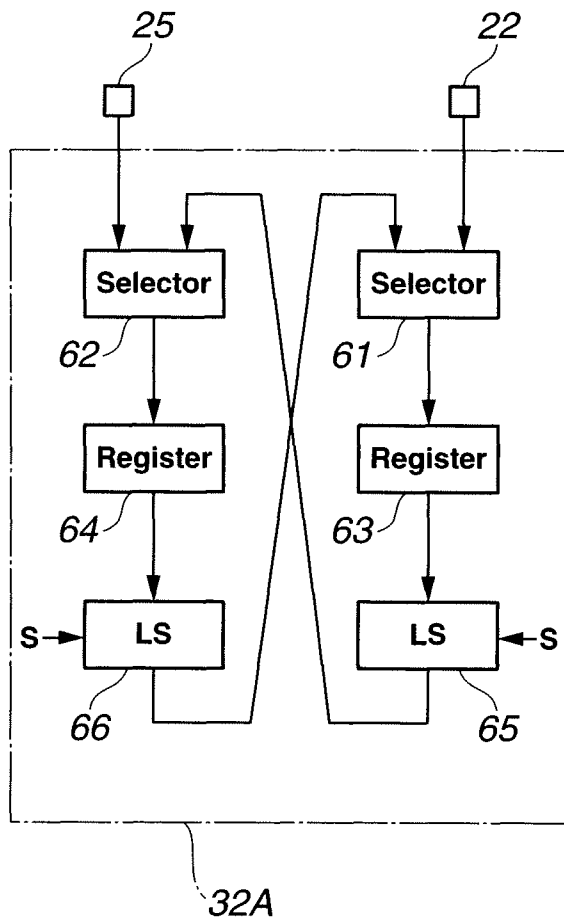 25 22
Selector Selector
62 61
Register Register
64 63
S LS LS S
66 65
32A